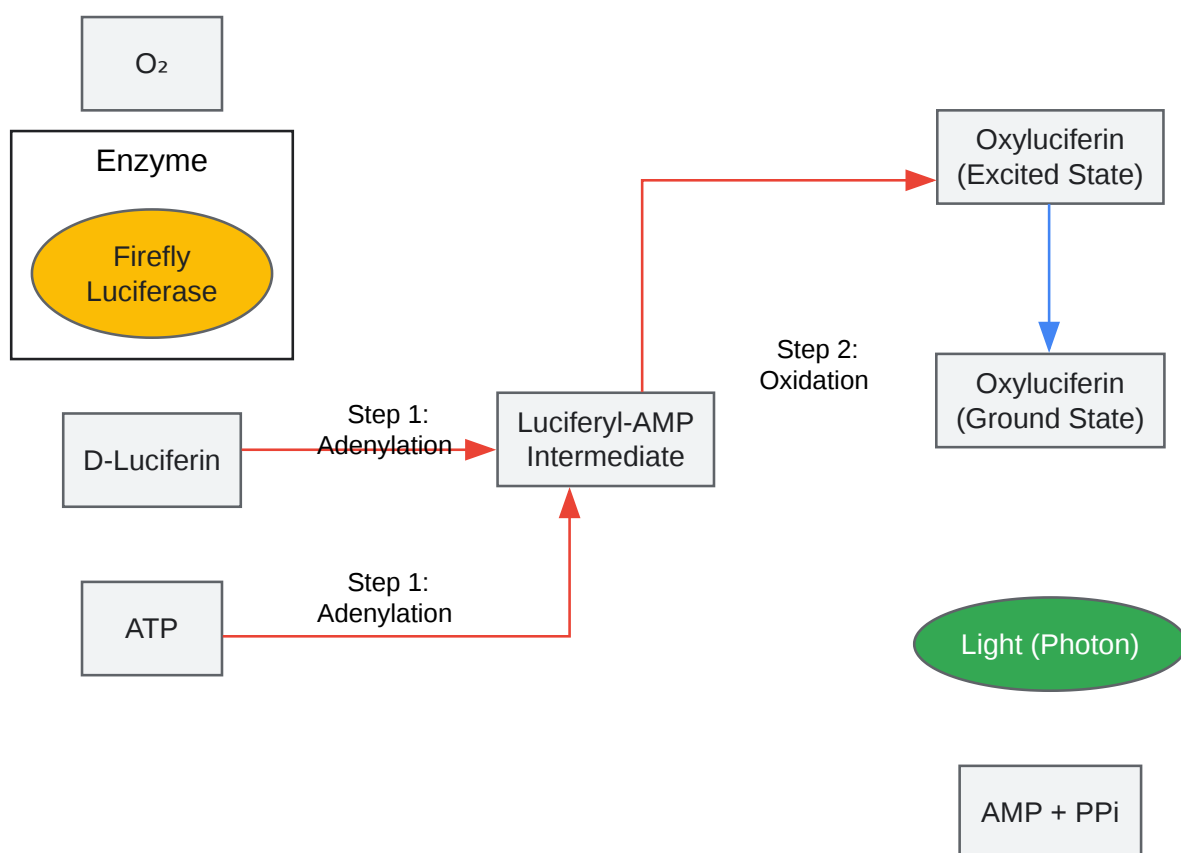 O₂
Enzyme
Firefly
Luciferase
D-Luciferin
Step 1:
Adenylation
ATP
Step 1:
Adenylation
Luciferyl-AMP
Intermediate
Step 2:
Oxidation
Oxyluciferin
(Excited State)
Oxyluciferin
(Ground State)
Light (Photon)
AMP + PPi